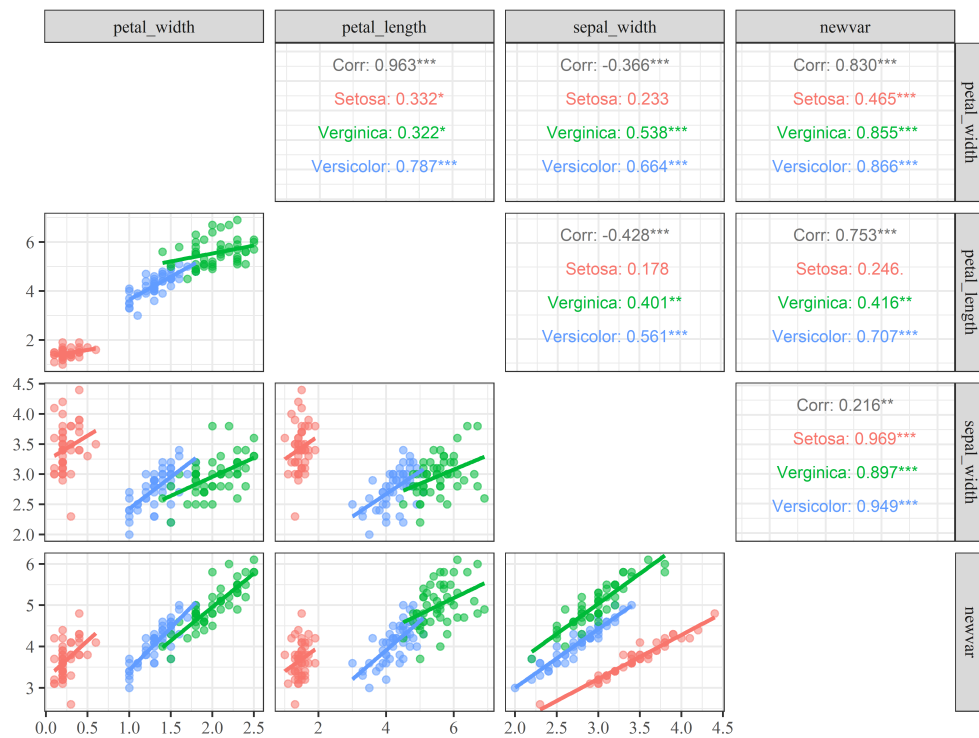 petal_width petal_length sepal_width newvar
Corr: 0.963*** Corr: -0.366*** Corr: 0.830***
Setosa: 0.332* Setosa: 0.233 Setosa: 0.465***
Verginica: 0.322* Verginica: 0.538*** Verginica: 0.855***
Versicolor: 0.787*** Versicolor: 0.664*** Versicolor: 0.866***
petal_width
Corr: -0.428*** Corr: 0.753***
Setosa: 0.178 Setosa: 0.246.
Verginica: 0.401** Verginica: 0.416**
Versicolor: 0.561*** Versicolor: 0.707***
petal_length
6
4
2
Corr: 0.216**
Setosa: 0.969***
Verginica: 0.897***
Versicolor: 0.949***
sepal_width
4.5
4.0
3.5
3.0
2.5
2.0
newvar
6
5
4
3
0.0 0.5 1.0 1.5 2.0 2.5 2 4 6 2.0 2.5 3.0 3.5 4.0 4.5